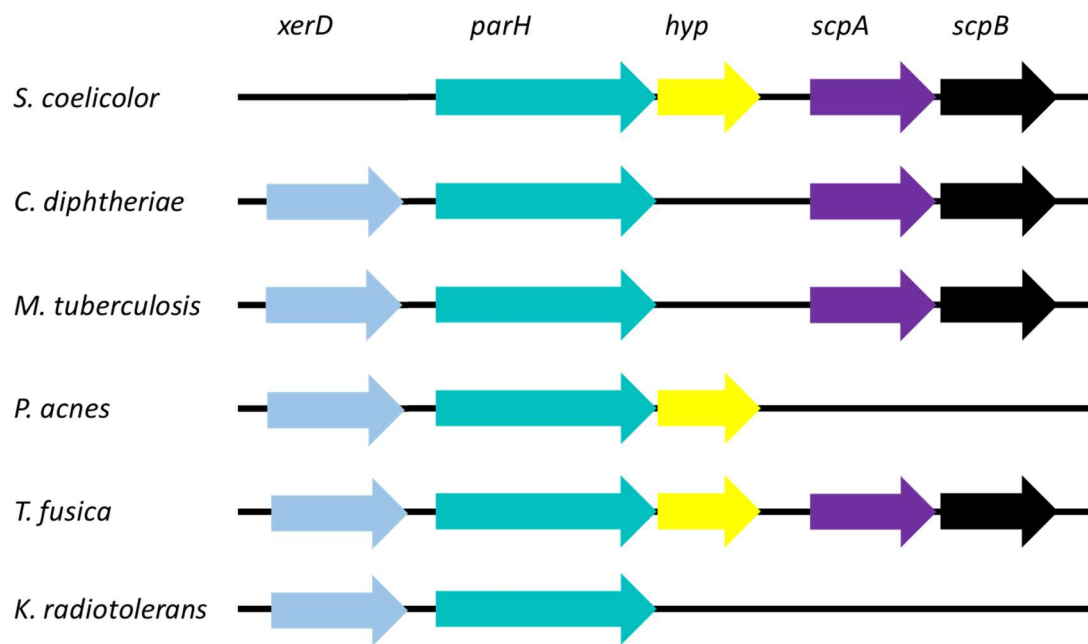 xerD parH hyp scpA scpB
S. coelicolor
C. diphtheriae
M. tuberculosis
P. acnes
T. fusica
K. radiotolerans